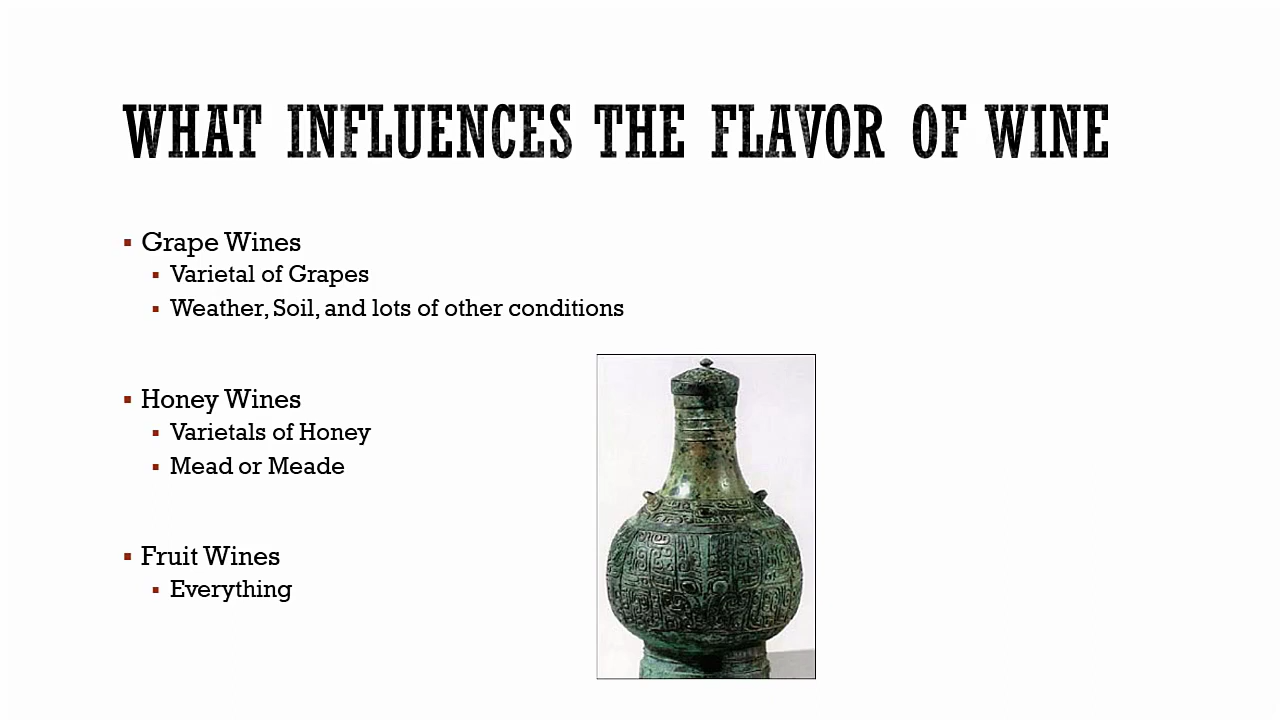 WHAT INFLUENCES THE FLAVOR OF WINE
Grape Wines
Varietal of Grapes
Weather, Soil, and lots of other conditions
Honey Wines
Varietals of Honey
Mead or Meade
Fruit Wines
Everything